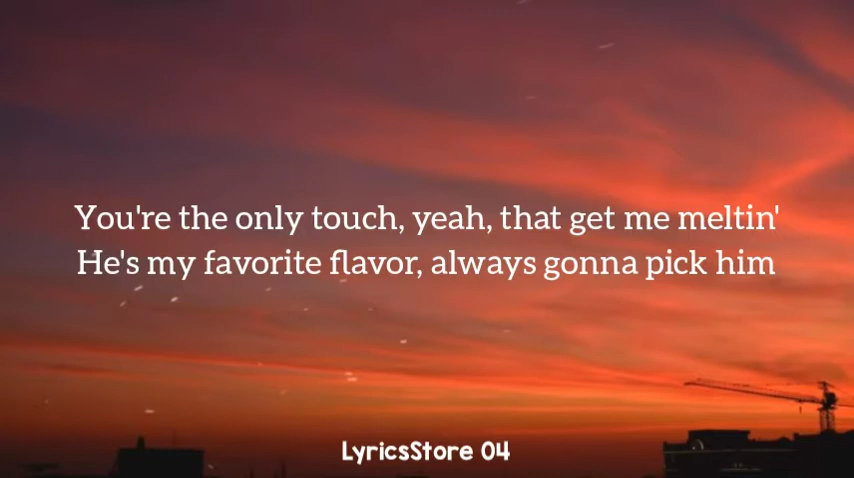 You're the only touch, yeah, that get me meltin'
He's my favorite flavor, always gonna pick him
LyricsStore 04